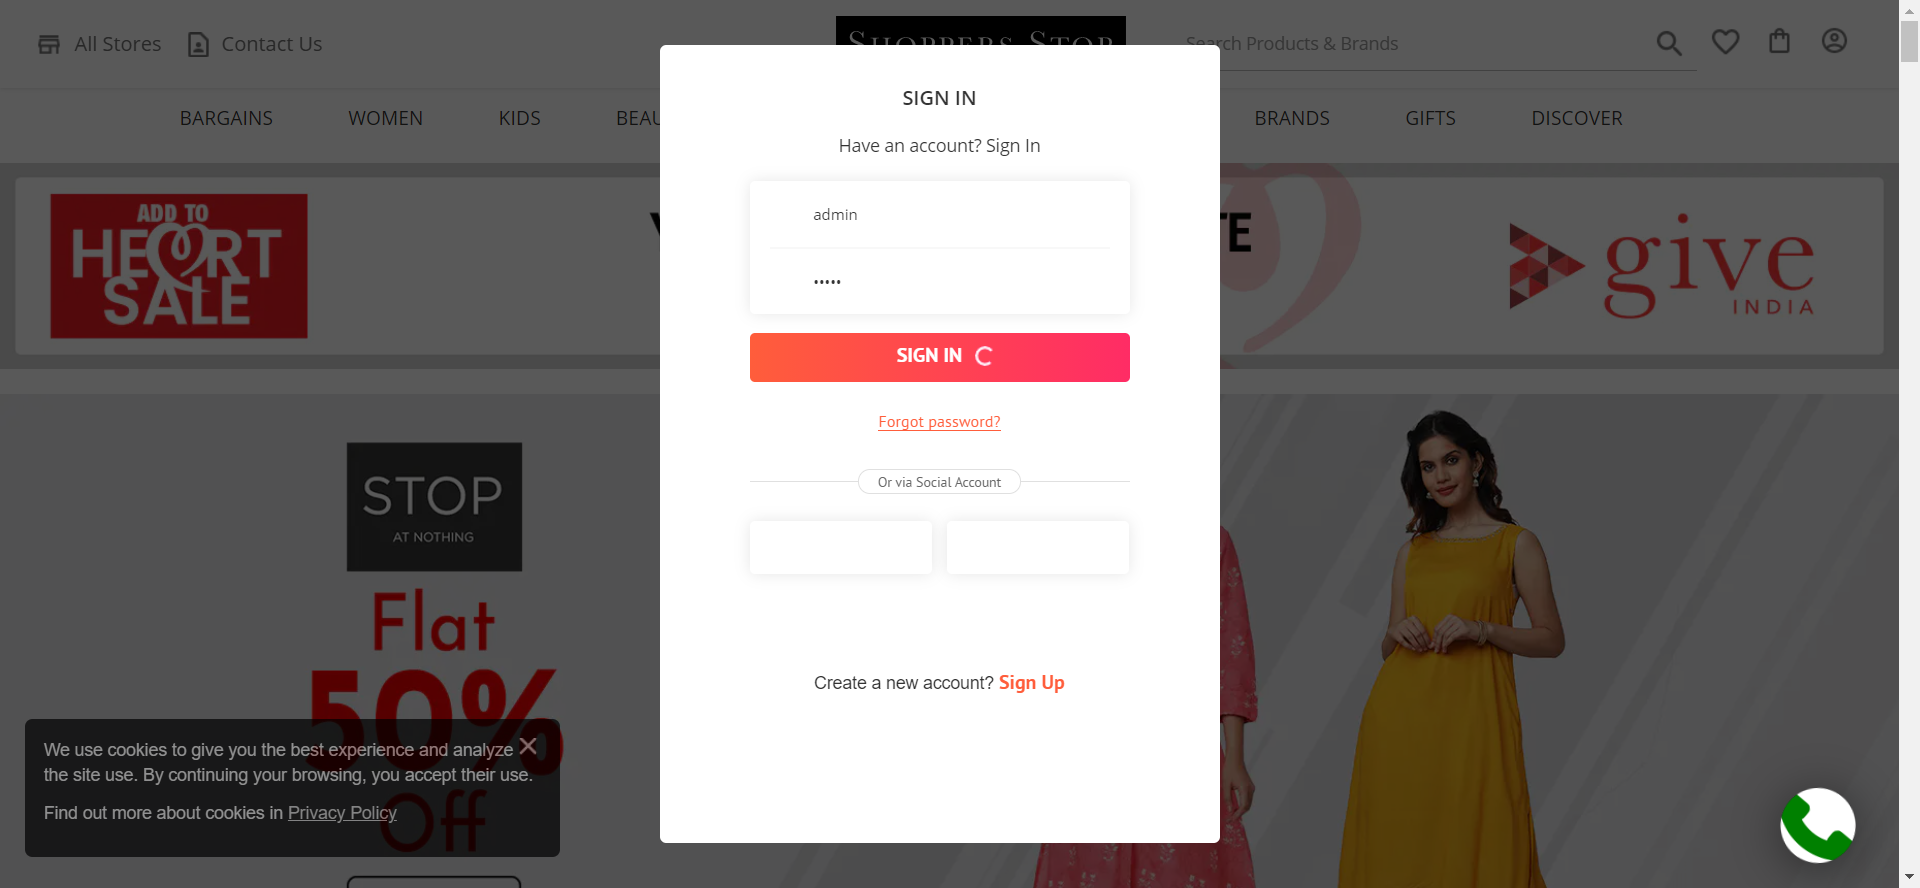 All Stores
Contact Us
SHOPPERS STOP
Search Products & Brands
BARGAINS
WOMEN
KIDS
BEAU
BRANDS
GIFTS
DISCOVER
SIGN IN
Have an account? Sign In
admin
•••••
SIGN IN
Forgot password?
Or via Social Account
Create a new account? Sign Up
ADD TO
HEART
SALE
TE
give
INDIA
STOP
AT NOTHING
Flat
50%
Off
We use cookies to give you the best experience and analyze
the site use. By continuing your browsing, you accept their use.
Find out more about cookies in Privacy Policy